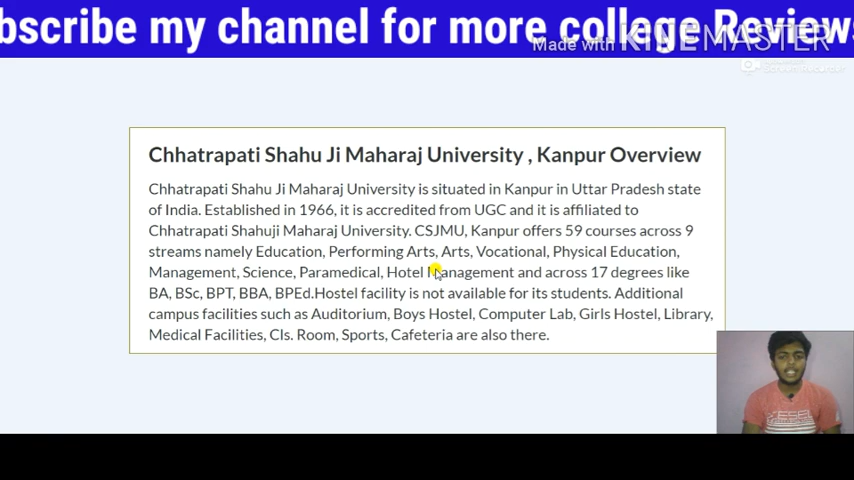 bscribe my channel for more college Reviews
Made with KINEMASTER
Screen Recorder
Chhatrapati Shahu Ji Maharaj University , Kanpur Overview
Chhatrapati Shahu Ji Maharaj University is situated in Kanpur in Uttar Pradesh state
of India. Established in 1966, it is accredited from UGC and it is affiliated to
Chhatrapati Shahuji Maharaj University. CSJMU, Kanpur offers 59 courses across 9
streams namely Education, Performing Arts, Arts, Vocational, Physical Education,
Management, Science, Paramedical, Hotel Management and across 17 degrees like
BA, BSc, BPT, BBA, BPEd.Hostel facility is not available for its students. Additional
campus facilities such as Auditorium, Boys Hostel, Computer Lab, Girls Hostel, Library,
Medical Facilities, Cls. Room, Sports, Cafeteria are also there.